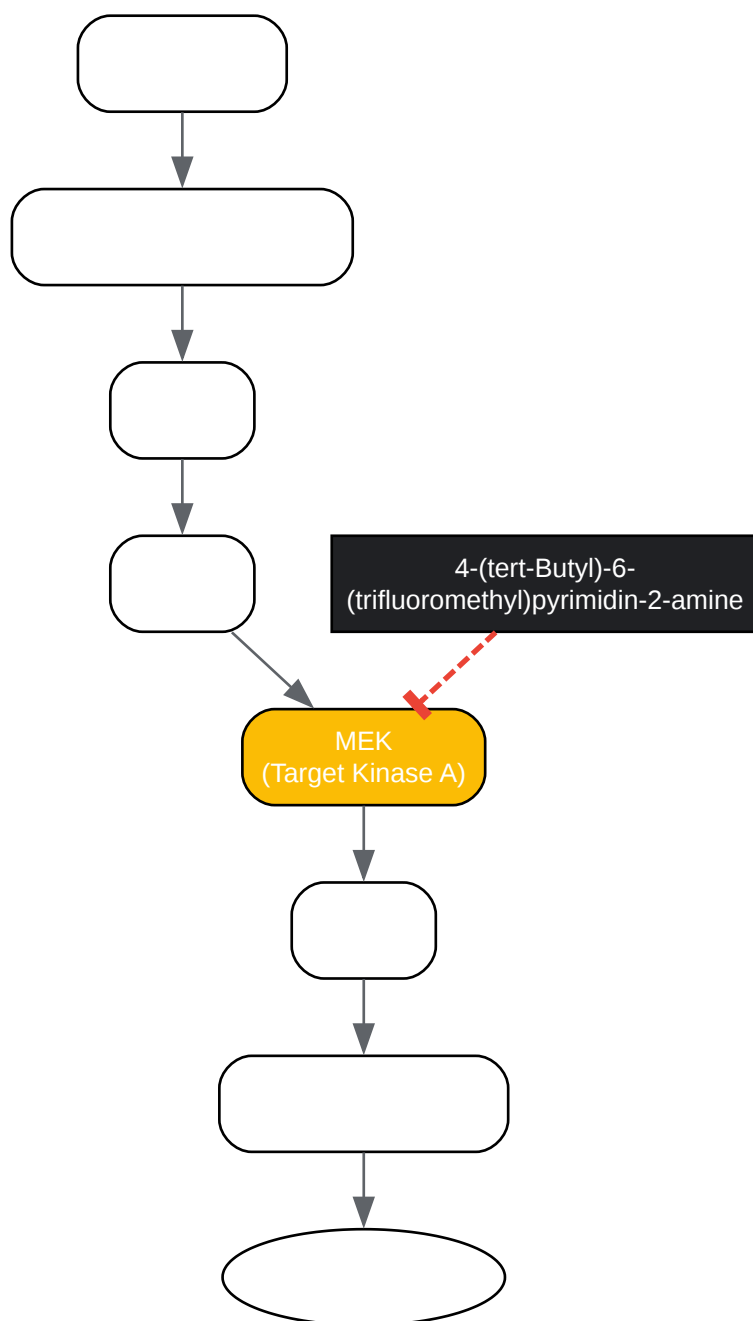 4-(tert-Butyl)-6-
(trifluoromethyl)pyrimidin-2-amine
MEK
(Target Kinase A)